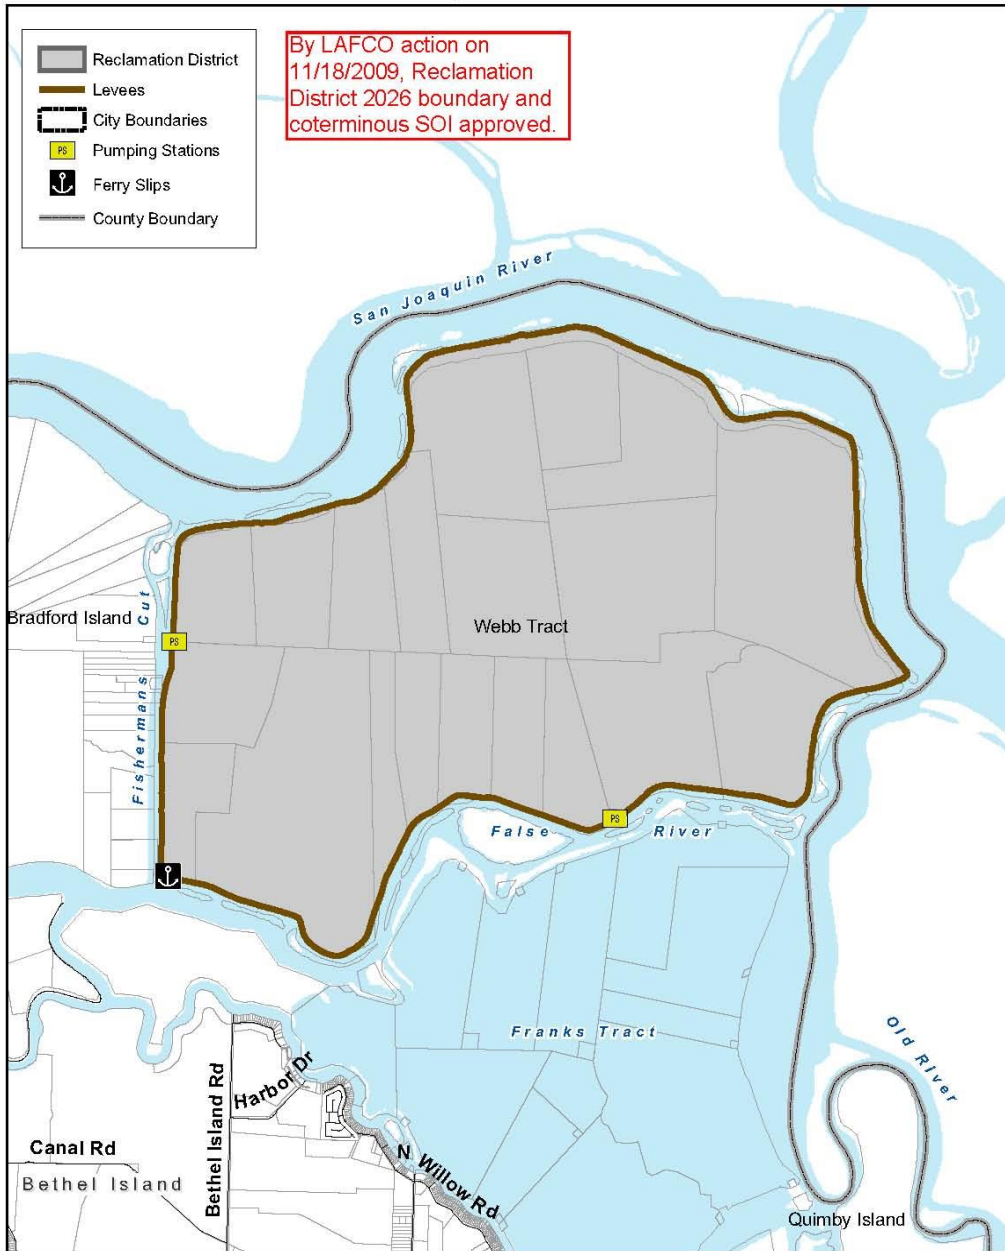 Reclamation District
Levees
City Boundaries
PS Pumping Stations
Ferry Slips
County Boundary
By LAFCO action on
11/18/2009, Reclamation
District 2026 boundary and
coterminous SOI approved.
San Joaquin River
Bradford Island
Fishermans Cut
PS
Webb Tract
False River
PS
Franks Tract
Old River
Harbor Dr
Bethel Island Rd
Canal Rd
Bethel Island
N Willow Rd
Quimby Island